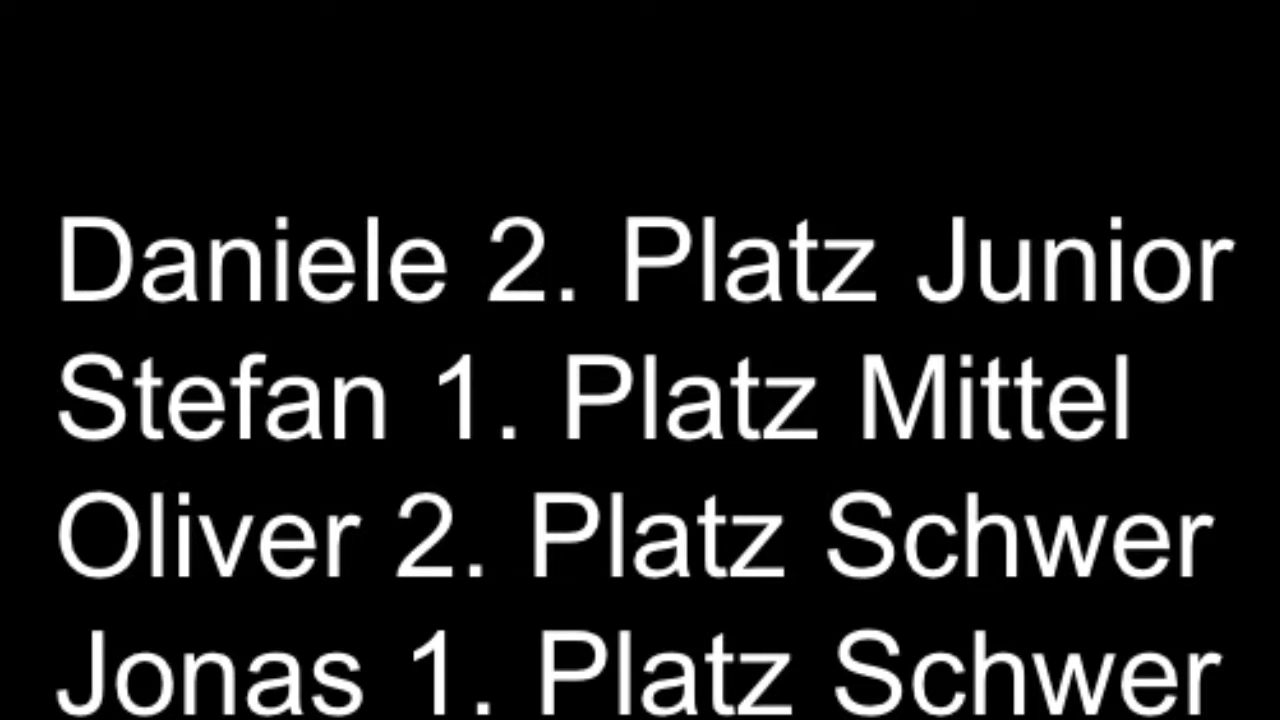 Daniele 2. Platz Junior
Stefan 1. Platz Mittel
Oliver 2. Platz Schwer
Jonas 1. Platz Schwer